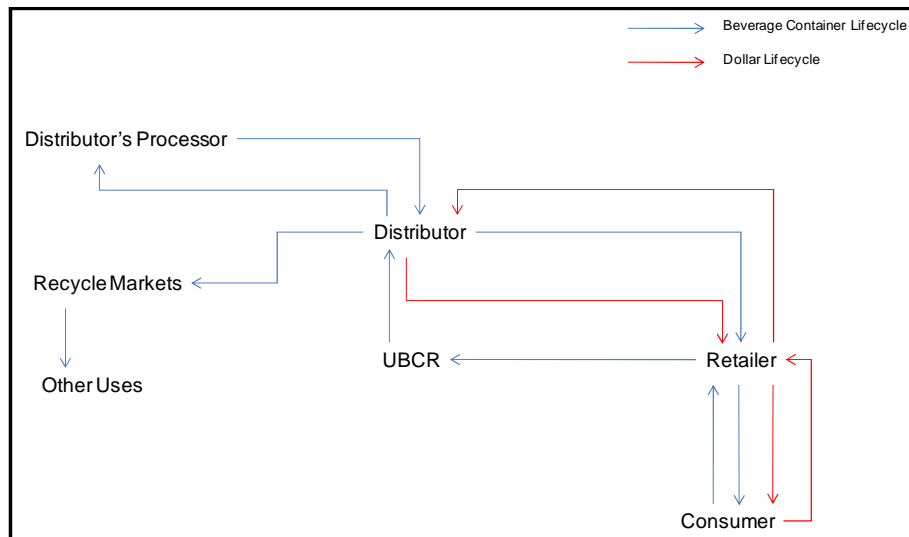 Beverage Container Lifecycle
Dollar Lifecycle
Distributor's Processor
Distributor
Recycle Markets
UBCR
Retailer
Other Uses
Consumer